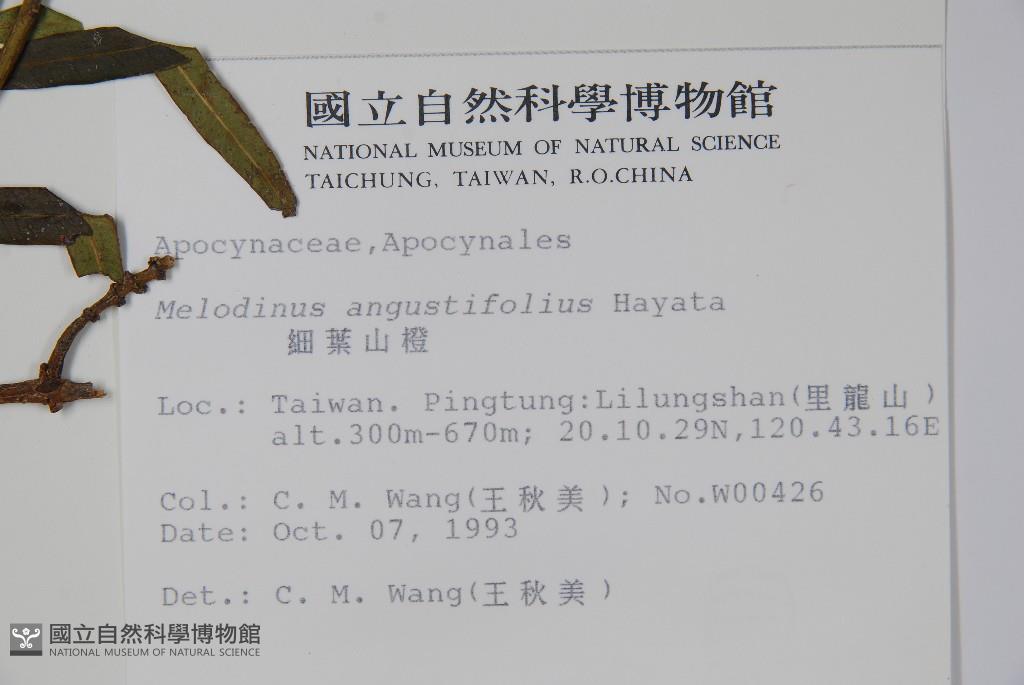 國立自然科學博物館
NATIONAL MUSEUM OF NATURAL SCIENCE
TAICHUNG, TAIWAN, R.O.CHINA
Apocynaceae,Apocynales
Melodinus angustifolius Hayata
細葉山橙
Loc.: Taiwan. Pingtung:Lilungshan(里龍山)
alt.300m-670m; 20.10.29N,120.43.16E
Col.: C. M. Wang(王秋美); No.W00426
Date: Oct. 07, 1993
Det.: C. M. Wang(王秋美)
國立自然科學博物館
NATIONAL MUSEUM OF NATURAL SCIENCE